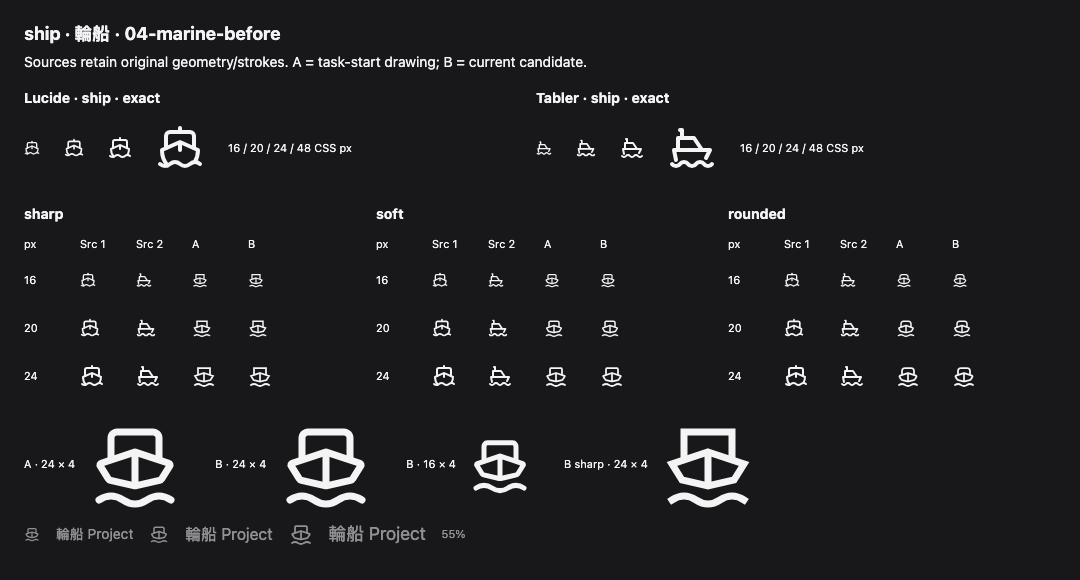 ship · 輪船 · 04-marine-before
Sources retain original geometry/strokes. A = task-start drawing; B = current candidate.
Lucide · ship · exact
Tabler · ship · exact
16 / 20 / 24 / 48 CSS px
16 / 20 / 24 / 48 CSS px
sharp
soft
rounded
px Src 1 Src 2 A B
px Src 1 Src 2 A B
px Src 1 Src 2 A B
16
16
16
20
20
20
24
24
24
A · 24 × 4
B · 24 × 4
B · 16 × 4
B sharp · 24 × 4
輪船 Project
輪船 Project
輪船 Project
55%